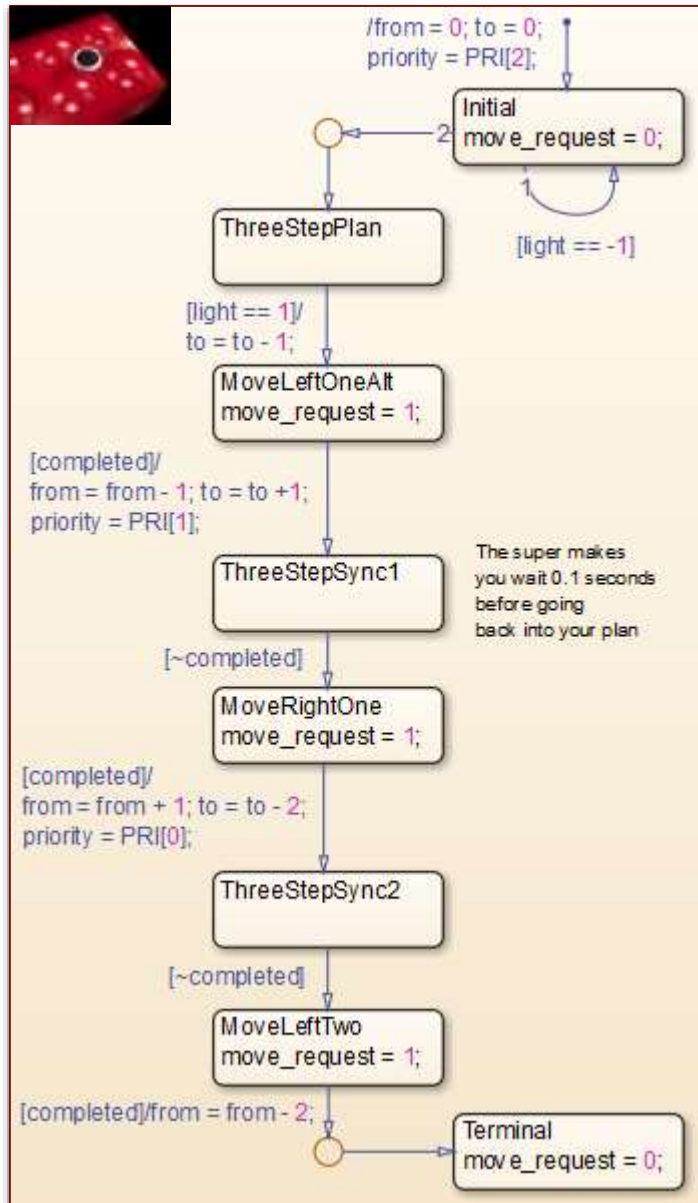 /from = 0; to = 0;
priority = PRI[2];
Initial
move_request = 0;
2
1
[light == -1]
ThreeStepPlan
[light == 1]/
to = to - 1;
MoveLeftOneAlt
move_request = 1;
[completed]/
from = from - 1; to = to +1;
priority = PRI[1];
ThreeStepSync1
The super makes
you wait 0.1 seconds
before going
back into your plan
[~completed]
MoveRightOne
move_request = 1;
[completed]/
from = from + 1; to = to - 2;
priority = PRI[0];
ThreeStepSync2
[~completed]
MoveLeftTwo
move_request = 1;
[completed]/from = from - 2;
Terminal
move_request = 0;